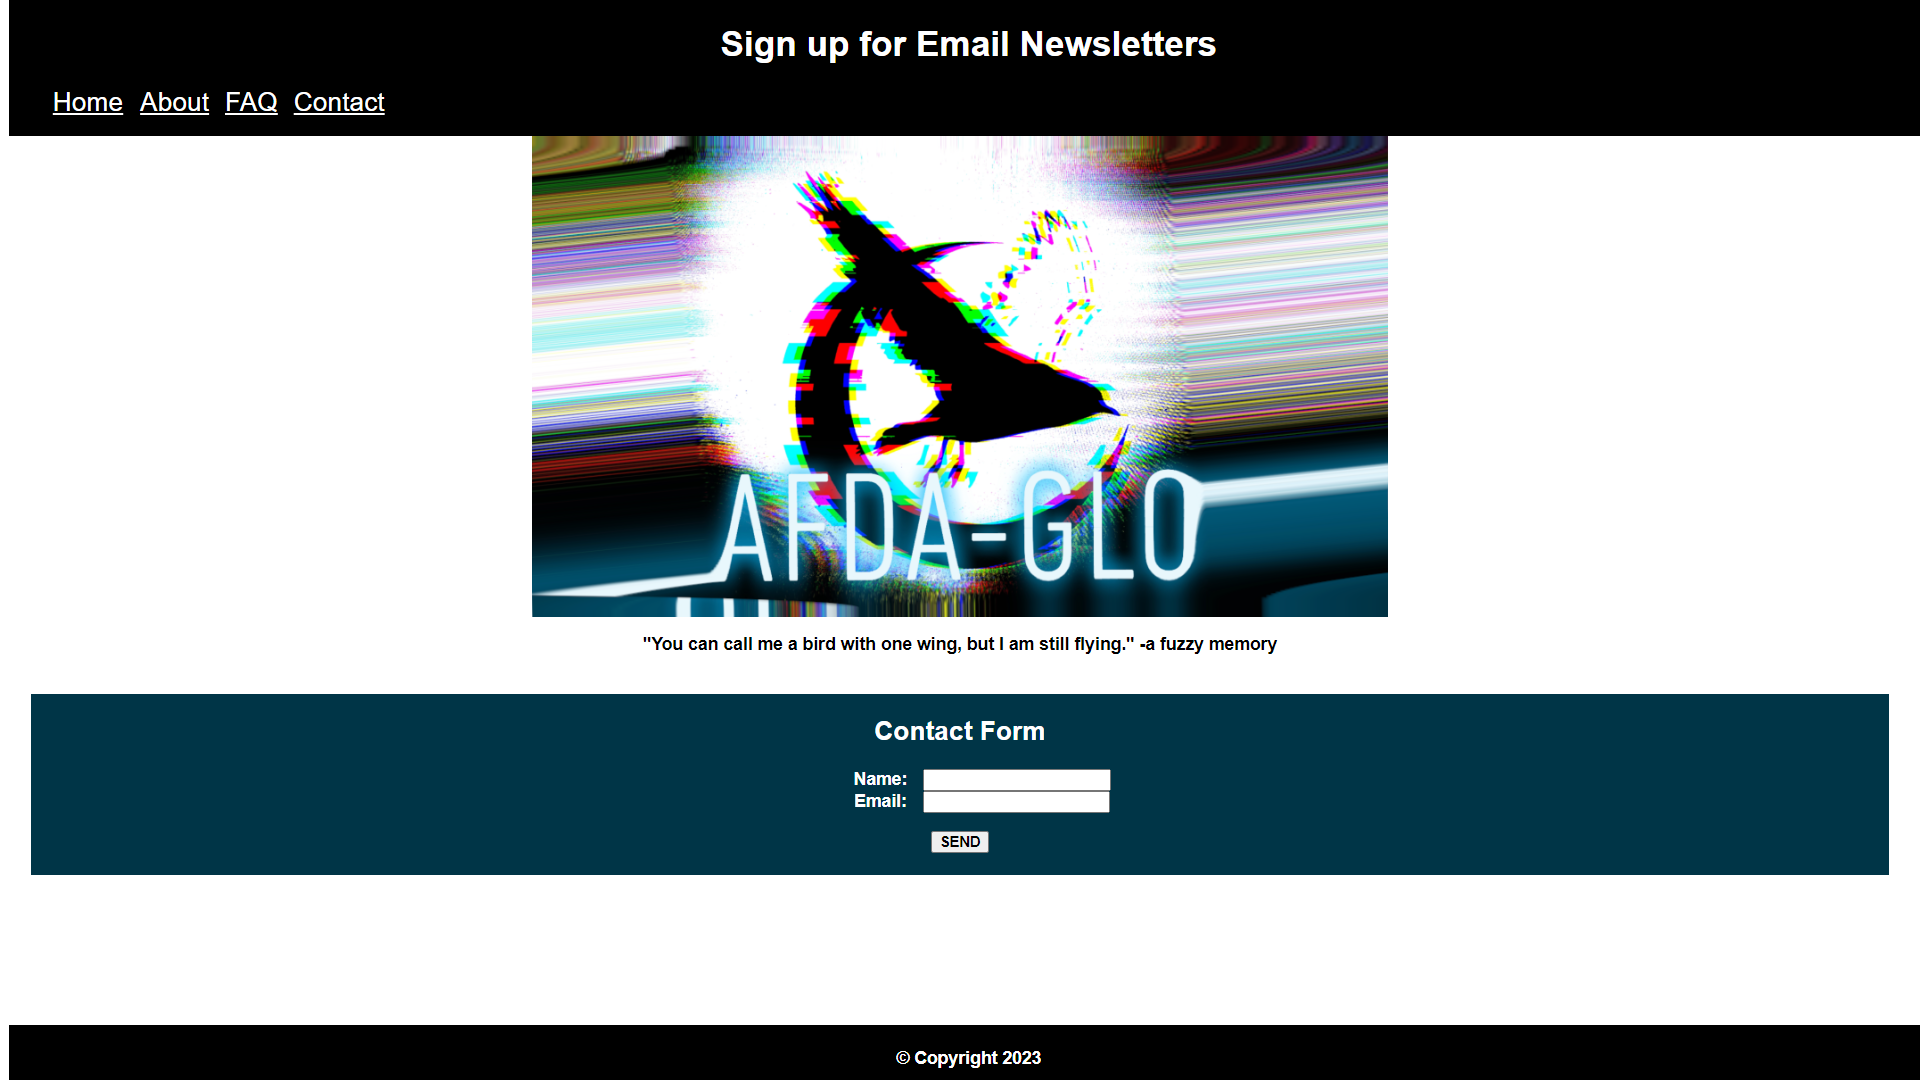 Sign up for Email Newsletters
Home About FAQ Contact
AFDA-GLO
"You can call me a bird with one wing, but I am still flying." -a fuzzy memory
Contact Form
Name:
Email:
SEND
© Copyright 2023